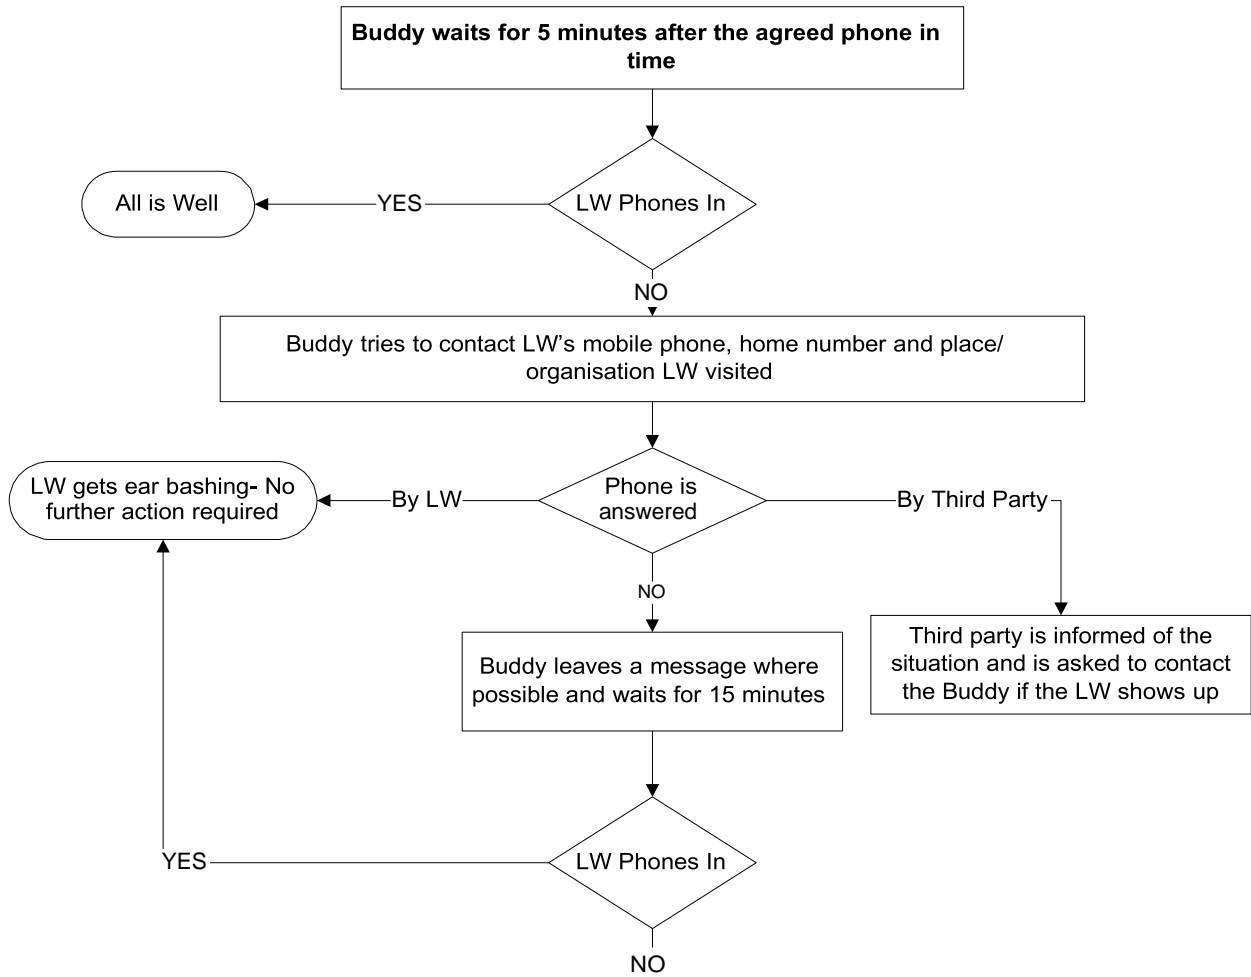 Buddy waits for 5 minutes after the agreed phone in
time
LW Phones In
YES
All is Well
NO
Buddy tries to contact LW’s mobile phone, home number and place/
organisation LW visited
Phone is
answered
By LW
LW gets ear bashing- No
further action required
By Third Party
Third party is informed of the
situation and is asked to contact
the Buddy if the LW shows up
NO
Buddy leaves a message where
possible and waits for 15 minutes
LW Phones In
YES
NO